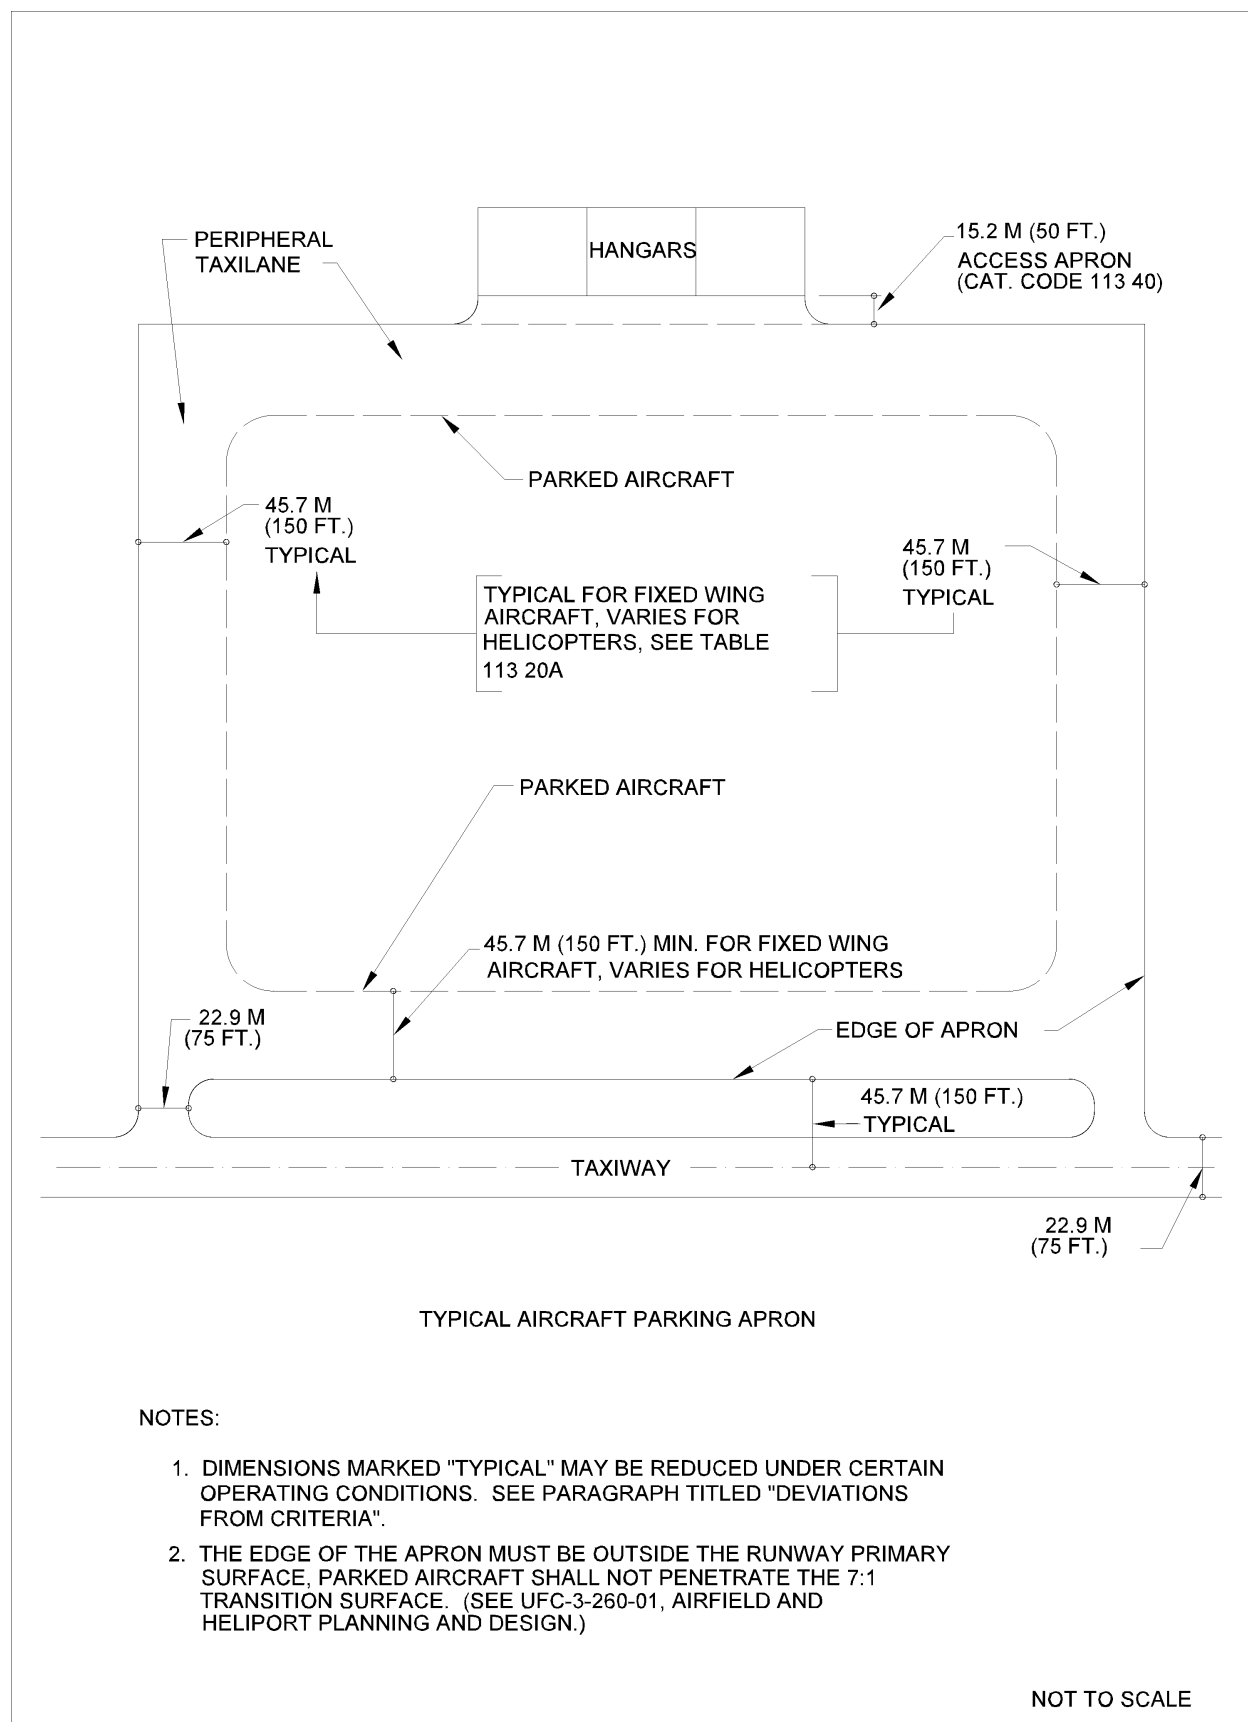 PERIPHERAL
TAXILANE
HANGARS
15.2 M (50 FT.)
ACCESS APRON
(CAT. CODE 113 40)
PARKED AIRCRAFT
45.7 M
(150 FT.)
TYPICAL
45.7 M
(150 FT.)
TYPICAL
TYPICAL FOR FIXED WING
AIRCRAFT, VARIES FOR
HELICOPTERS, SEE TABLE
113 20A
PARKED AIRCRAFT
45.7 M (150 FT.) MIN. FOR FIXED WING
AIRCRAFT, VARIES FOR HELICOPTERS
22.9 M
(75 FT.)
EDGE OF APRON
45.7 M (150 FT.)
TYPICAL
TAXIWAY
22.9 M
(75 FT.)
TYPICAL AIRCRAFT PARKING APRON
NOTES:
1. DIMENSIONS MARKED "TYPICAL" MAY BE REDUCED UNDER CERTAIN
OPERATING CONDITIONS. SEE PARAGRAPH TITLED "DEVIATIONS
FROM CRITERIA".
2. THE EDGE OF THE APRON MUST BE OUTSIDE THE RUNWAY PRIMARY
SURFACE, PARKED AIRCRAFT SHALL NOT PENETRATE THE 7:1
TRANSITION SURFACE. (SEE UFC-3-260-01, AIRFIELD AND
HELIPORT PLANNING AND DESIGN.)
NOT TO SCALE